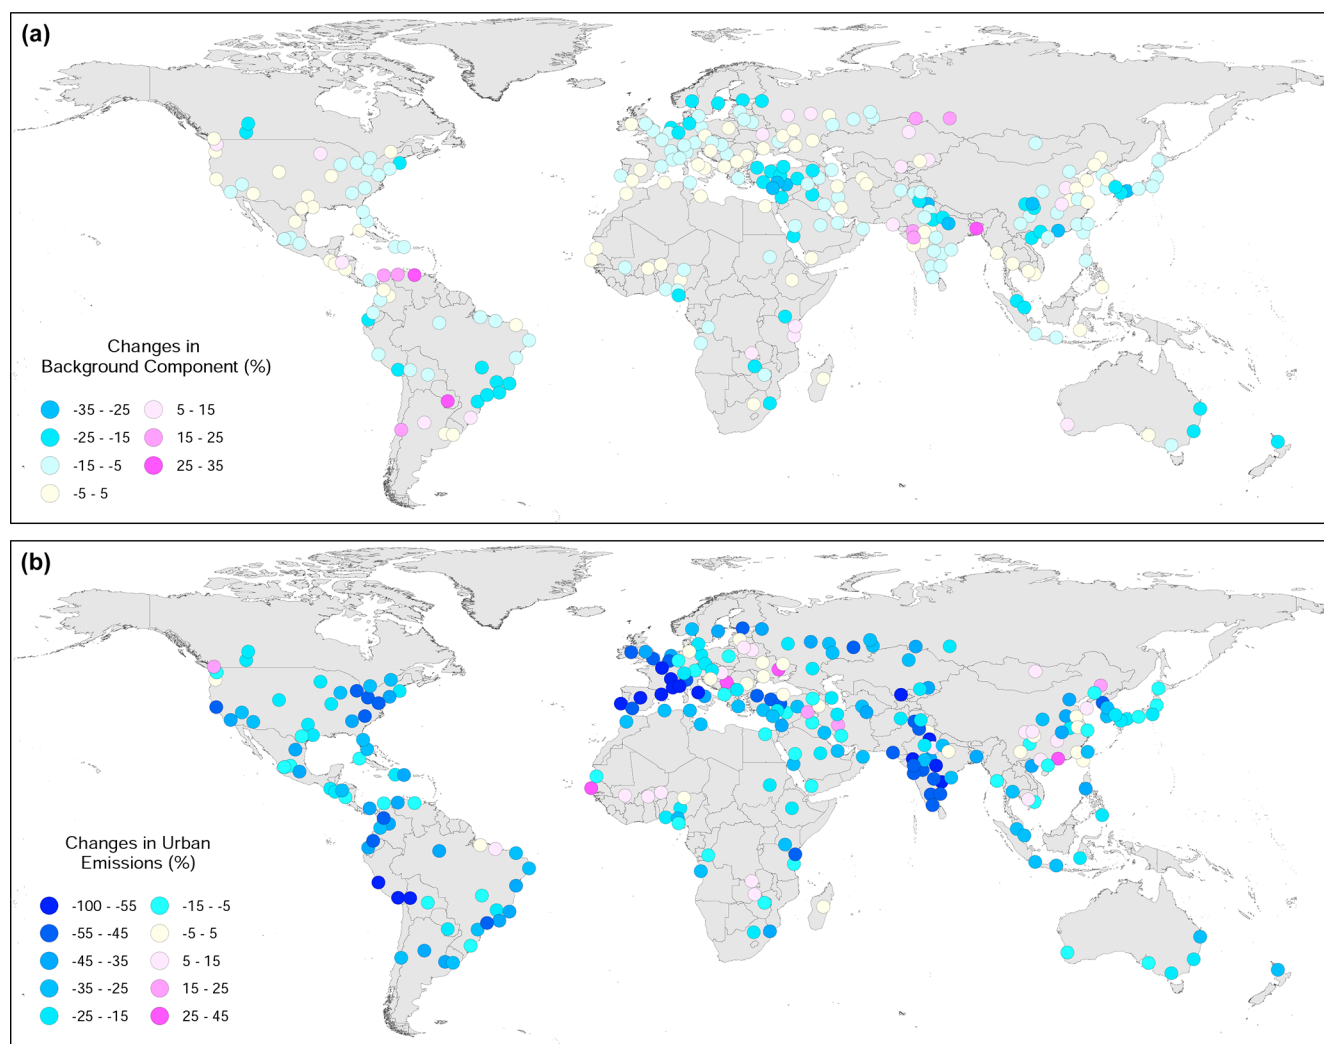 (a)
Changes in
Background Component (%)
-35 - -25
5 - 15
-25 - -15
15 - 25
-15 - -5
25 - 35
-5 - 5
(b)
Changes in Urban
Emissions (%)
-100 - -55
-15 - -5
-55 - -45
-5 - 5
-45 - -35
5 - 15
-35 - -25
15 - 25
-25 - -15
25 - 45